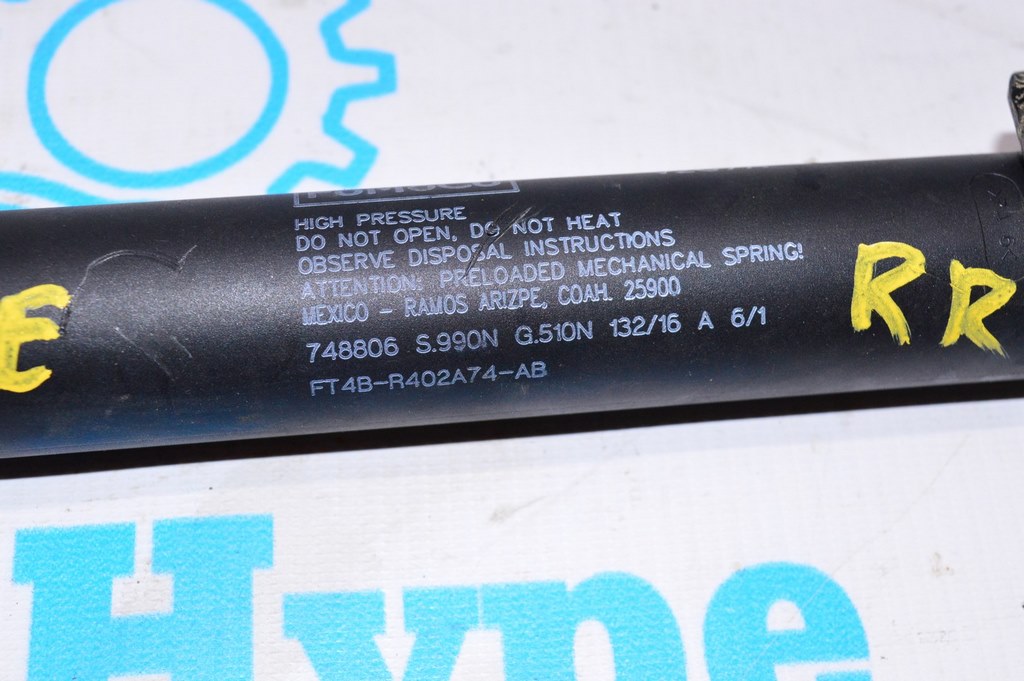 HIGH PRESSURE
DO NOT OPEN, DO NOT HEAT
OBSERVE DISPOSAL INSTRUCTIONS
ATTENTION! PRELOADED MECHANICAL SPRING!
MEXICO - RAMOS ARIZPE, COAH. 25900
748806 S.990N G.510N 132/16 A 6/1
FT4B-R402A74-AB
E
RR
Hype